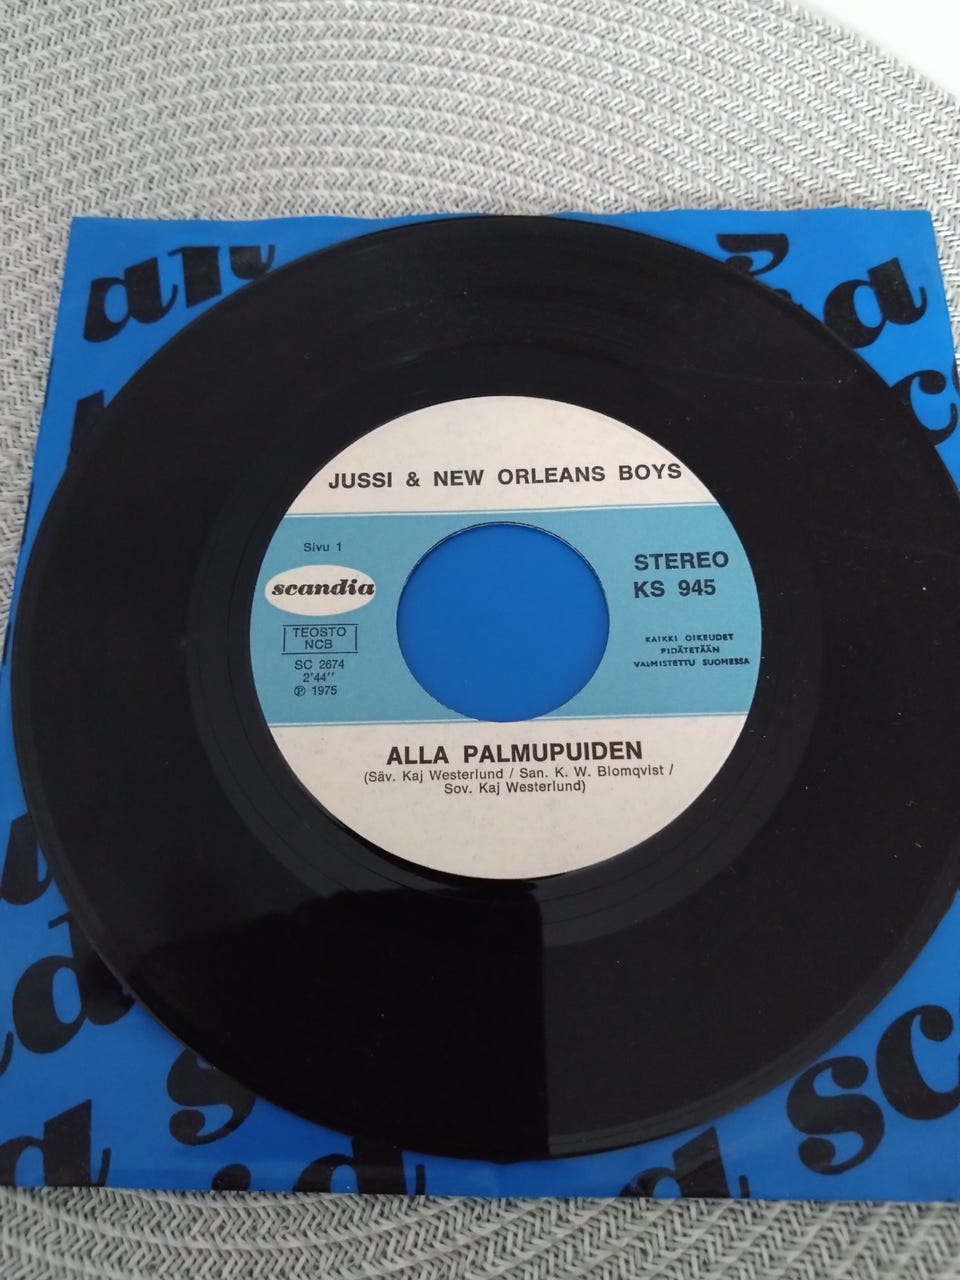 JUSSI & NEW ORLEANS BOYS
Sivu 1
scandia
TEOSTO
NCB
SC 2674
2'44''
℗ 1975
STEREO
KS 945
KAIKKI OIKEUDET
PIDÄTETÄÄN
VALMISTETTU SUOMESSA
ALLA PALMUPUIDEN
(Säv. Kaj Westerlund / San. K. W. Blomqvist /
Sov. Kaj Westerlund)